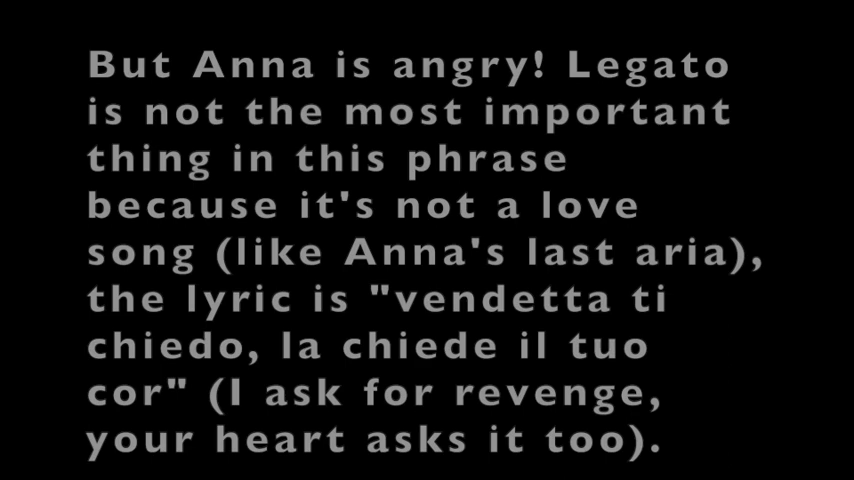 But Anna is angry! Legato
is not the most important
thing in this phrase
because it's not a love
song (like Anna's last aria),
the lyric is "vendetta ti
chiedo, la chiede il tuo
cor" (I ask for revenge,
your heart asks it too).